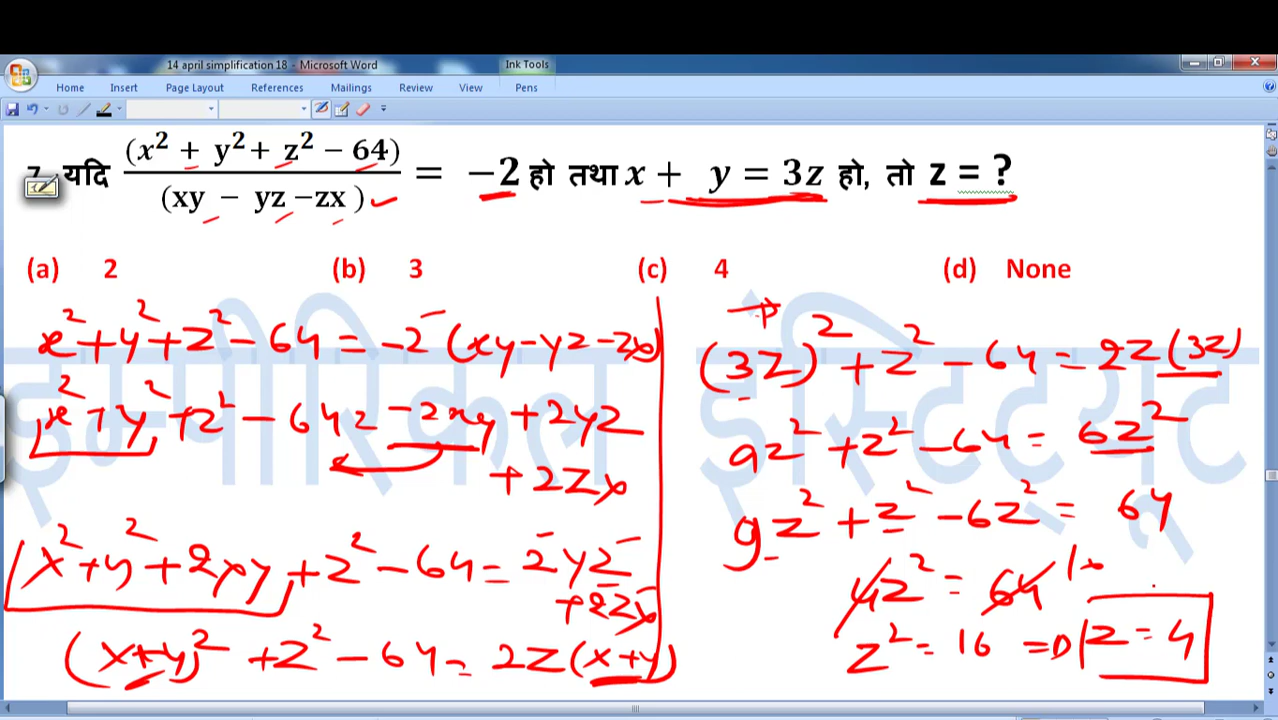 14 april simplification 18 - Microsoft Word
Ink Tools
Home Insert Page Layout References Mailings Review View Pens
7. यदि (x² + y² + z² − 64) / (xy − yz − zx) = −2 हो तथा x + y = 3z हो, तो z = ?
(a) 2 (b) 3 (c) 4 (d) None
x² + y² + z² − 64 = −2 (xy − yz − zx)
x² + y² + z² − 64 = −2xy + 2yz
+ 2zx
x² + y² + 2xy + z² − 64 = 2yz
+ 2zx
(x+y)² + z² − 64 = 2z(x+y)
(3z)² + z² − 64 = 2z(3z)
9z² + z² − 64 = 6z²
9z² + z² − 6z² = 64
4z² = 64 16
z² = 16 ⇒ z = 4
इम्पीरिकल इंस्टिट्यूट